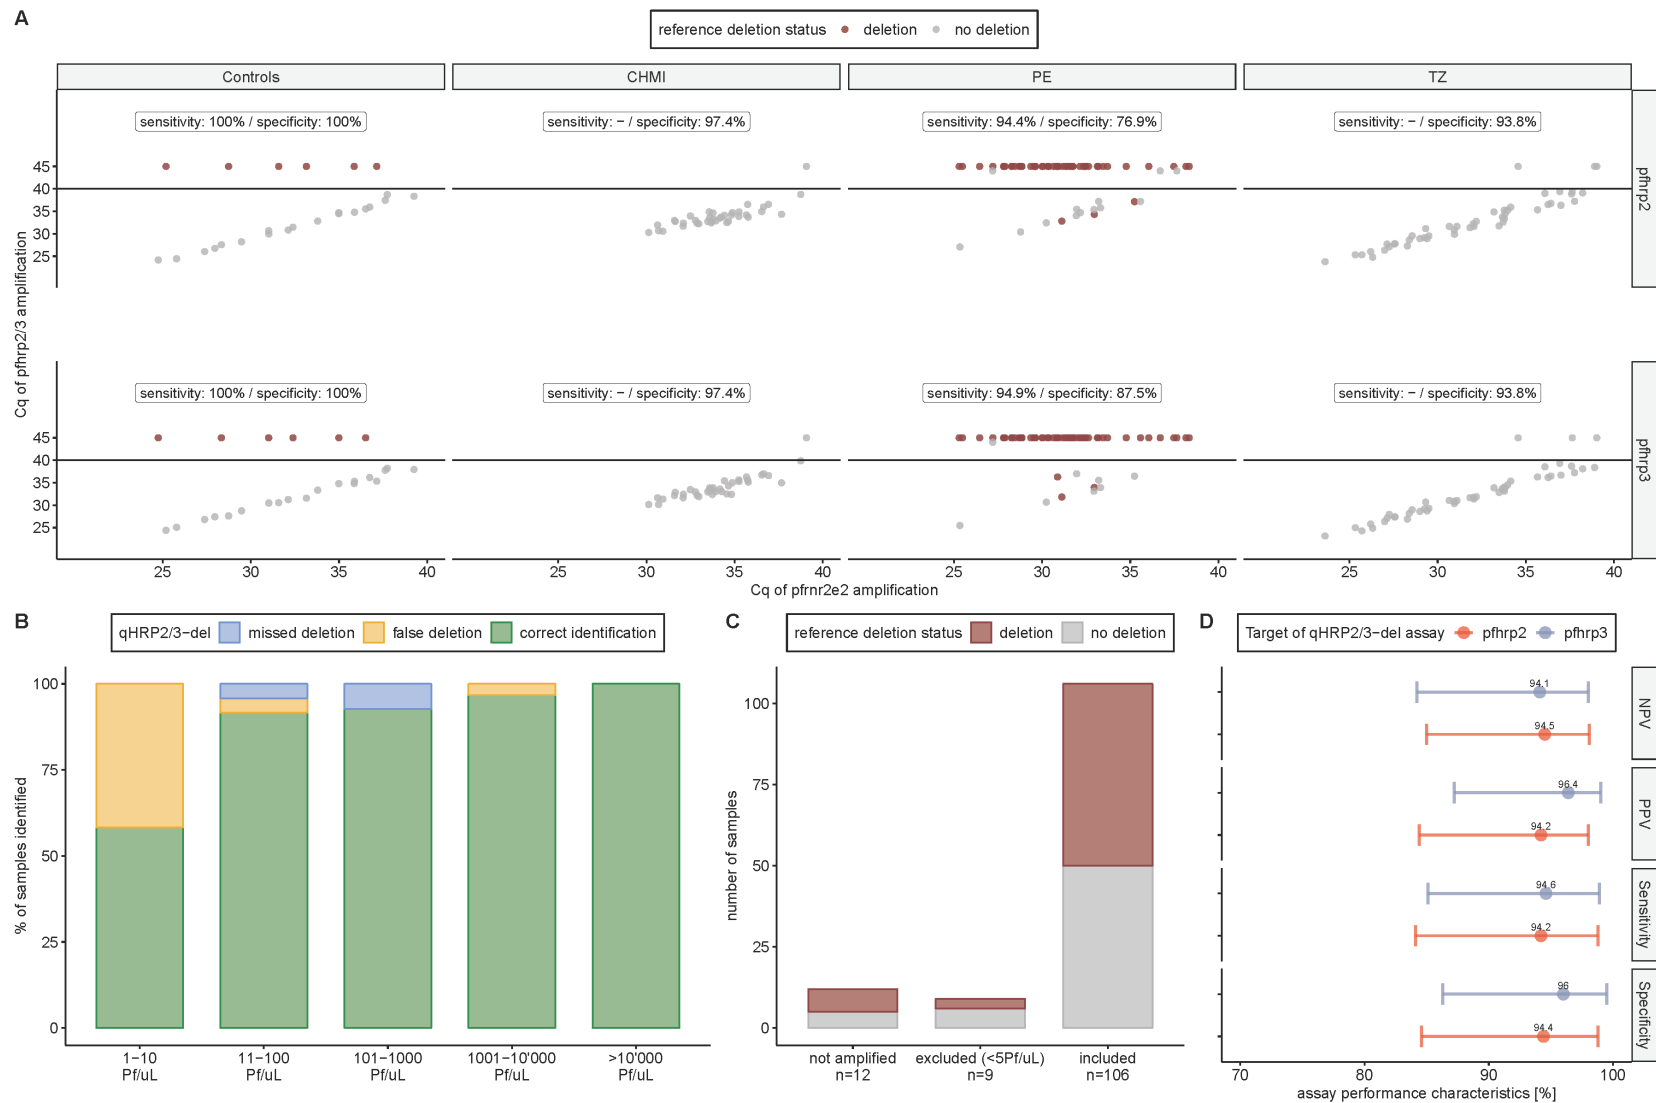 A
reference deletion status deletion no deletion
Controls CHMI PE TZ
sensitivity: 100% / specificity: 100% sensitivity: − / specificity: 97.4% sensitivity: 94.4% / specificity: 76.9% sensitivity: − / specificity: 93.8%
45
40
35
30
25
pfhrp2
Cq of pfhrp2/3 amplification
sensitivity: 100% / specificity: 100% sensitivity: − / specificity: 97.4% sensitivity: 94.9% / specificity: 87.5% sensitivity: − / specificity: 93.8%
45
40
35
30
25
pfhrp3
25 30 35 40 25 30 35 40 25 30 35 40 25 30 35 40
Cq of pfrnr2e2 amplification
B
qHRP2/3−del missed deletion false deletion correct identification
% of samples identified
100
75
50
25
0
1−10 11−100 101−1000 1001−10'000 >10'000
Pf/uL Pf/uL Pf/uL Pf/uL Pf/uL
C
reference deletion status deletion no deletion
number of samples
100
75
50
25
0
not amplified excluded (<5Pf/uL) included
n=12 n=9 n=106
D
Target of qHRP2/3−del assay pfhrp2 pfhrp3
94.1
94.5
NPV
96.4
94.2
PPV
94.6
94.2
Sensitivity
96
94.4
Specificity
70 80 90 100
assay performance characteristics [%]